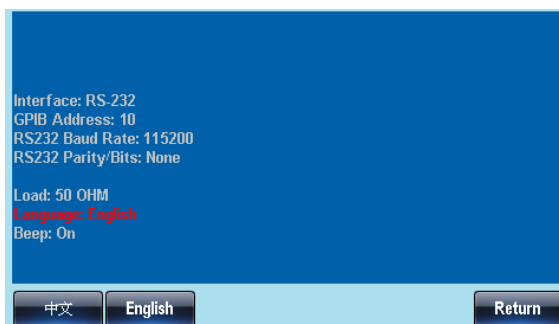 Interface: RS-232
GPIB Address: 10
RS232 Baud Rate: 115200
RS232 Parity/Bits: None
Load: 50 OHM
Language: English
Beep: On
中文 English Return